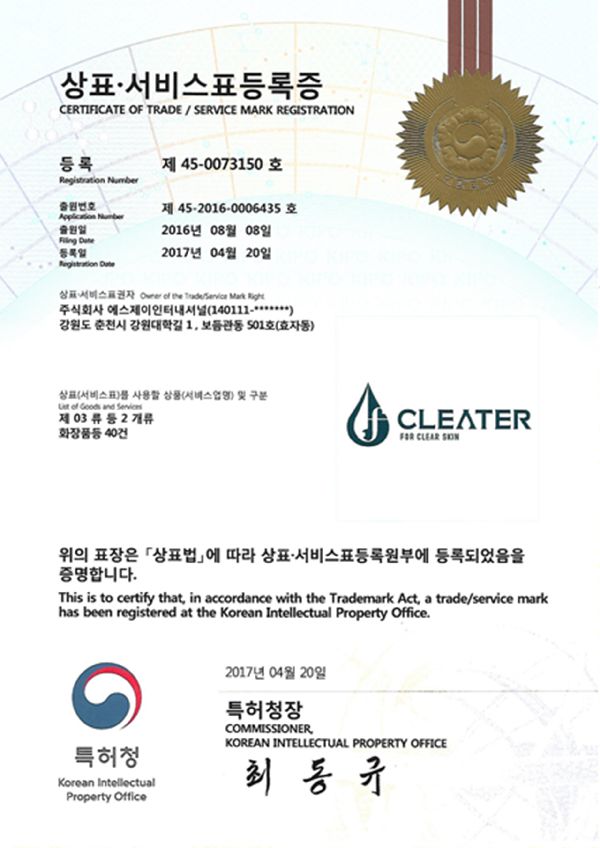 상표·서비스표등록증
CERTIFICATE OF TRADE / SERVICE MARK REGISTRATION
등록 제 45-0073150 호
Registration Number
출원번호 제 45-2016-0006435 호
Application Number
출원일 2016년 08월 08일
Filing Date
등록일 2017년 04월 20일
Registration Date
상표·서비스표권자 Owner of the Trade/Service Mark Right
주식회사 에스제이인터내셔널(140111-*******)
강원도 춘천시 강원대학길 1 , 보듬관동 501호(효자동)
상표(서비스표)를 사용할 상품(서비스업명) 및 구분
List of Goods and Services
제 03 류 등 2 개류
화장품등 40건
CLEATER
FOR CLEAR SKIN
위의 표장은 「상표법」에 따라 상표·서비스표등록원부에 등록되었음을
증명합니다.
This is to certify that, in accordance with the Trademark Act, a trade/service mark
has been registered at the Korean Intellectual Property Office.
2017년 04월 20일
특허청장
COMMISSIONER,
KOREAN INTELLECTUAL PROPERTY OFFICE
최동규
특허청
Korean Intellectual
Property Office